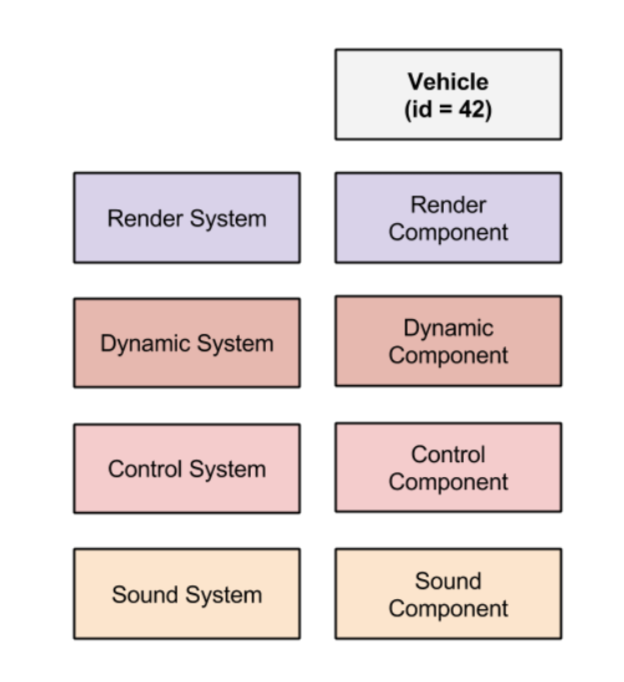 Vehicle
(id = 42)
Render System
Render
Component
Dynamic System
Dynamic
Component
Control System
Control
Component
Sound System
Sound
Component